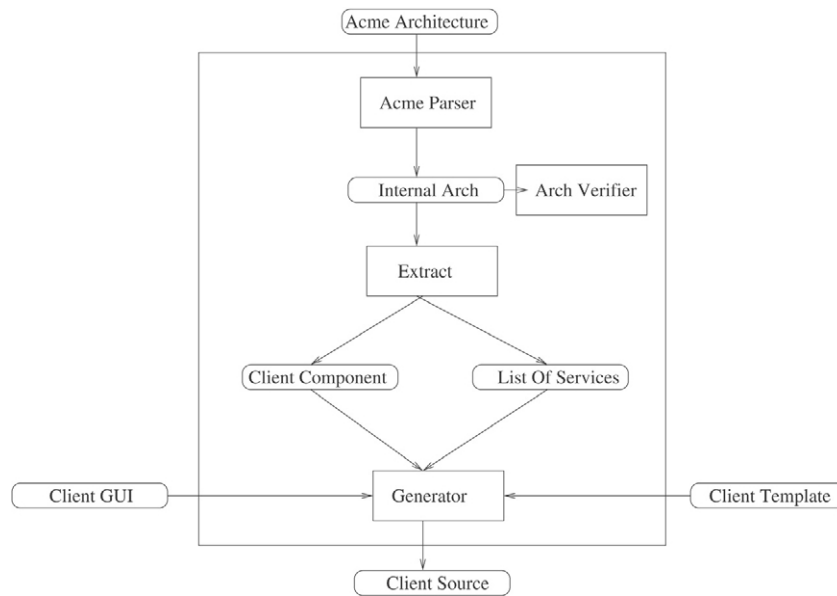 Acme Architecture
Acme Parser
Internal Arch
Arch Verifier
Extract
Client Component
List Of Services
Client GUI
Generator
Client Template
Client Source